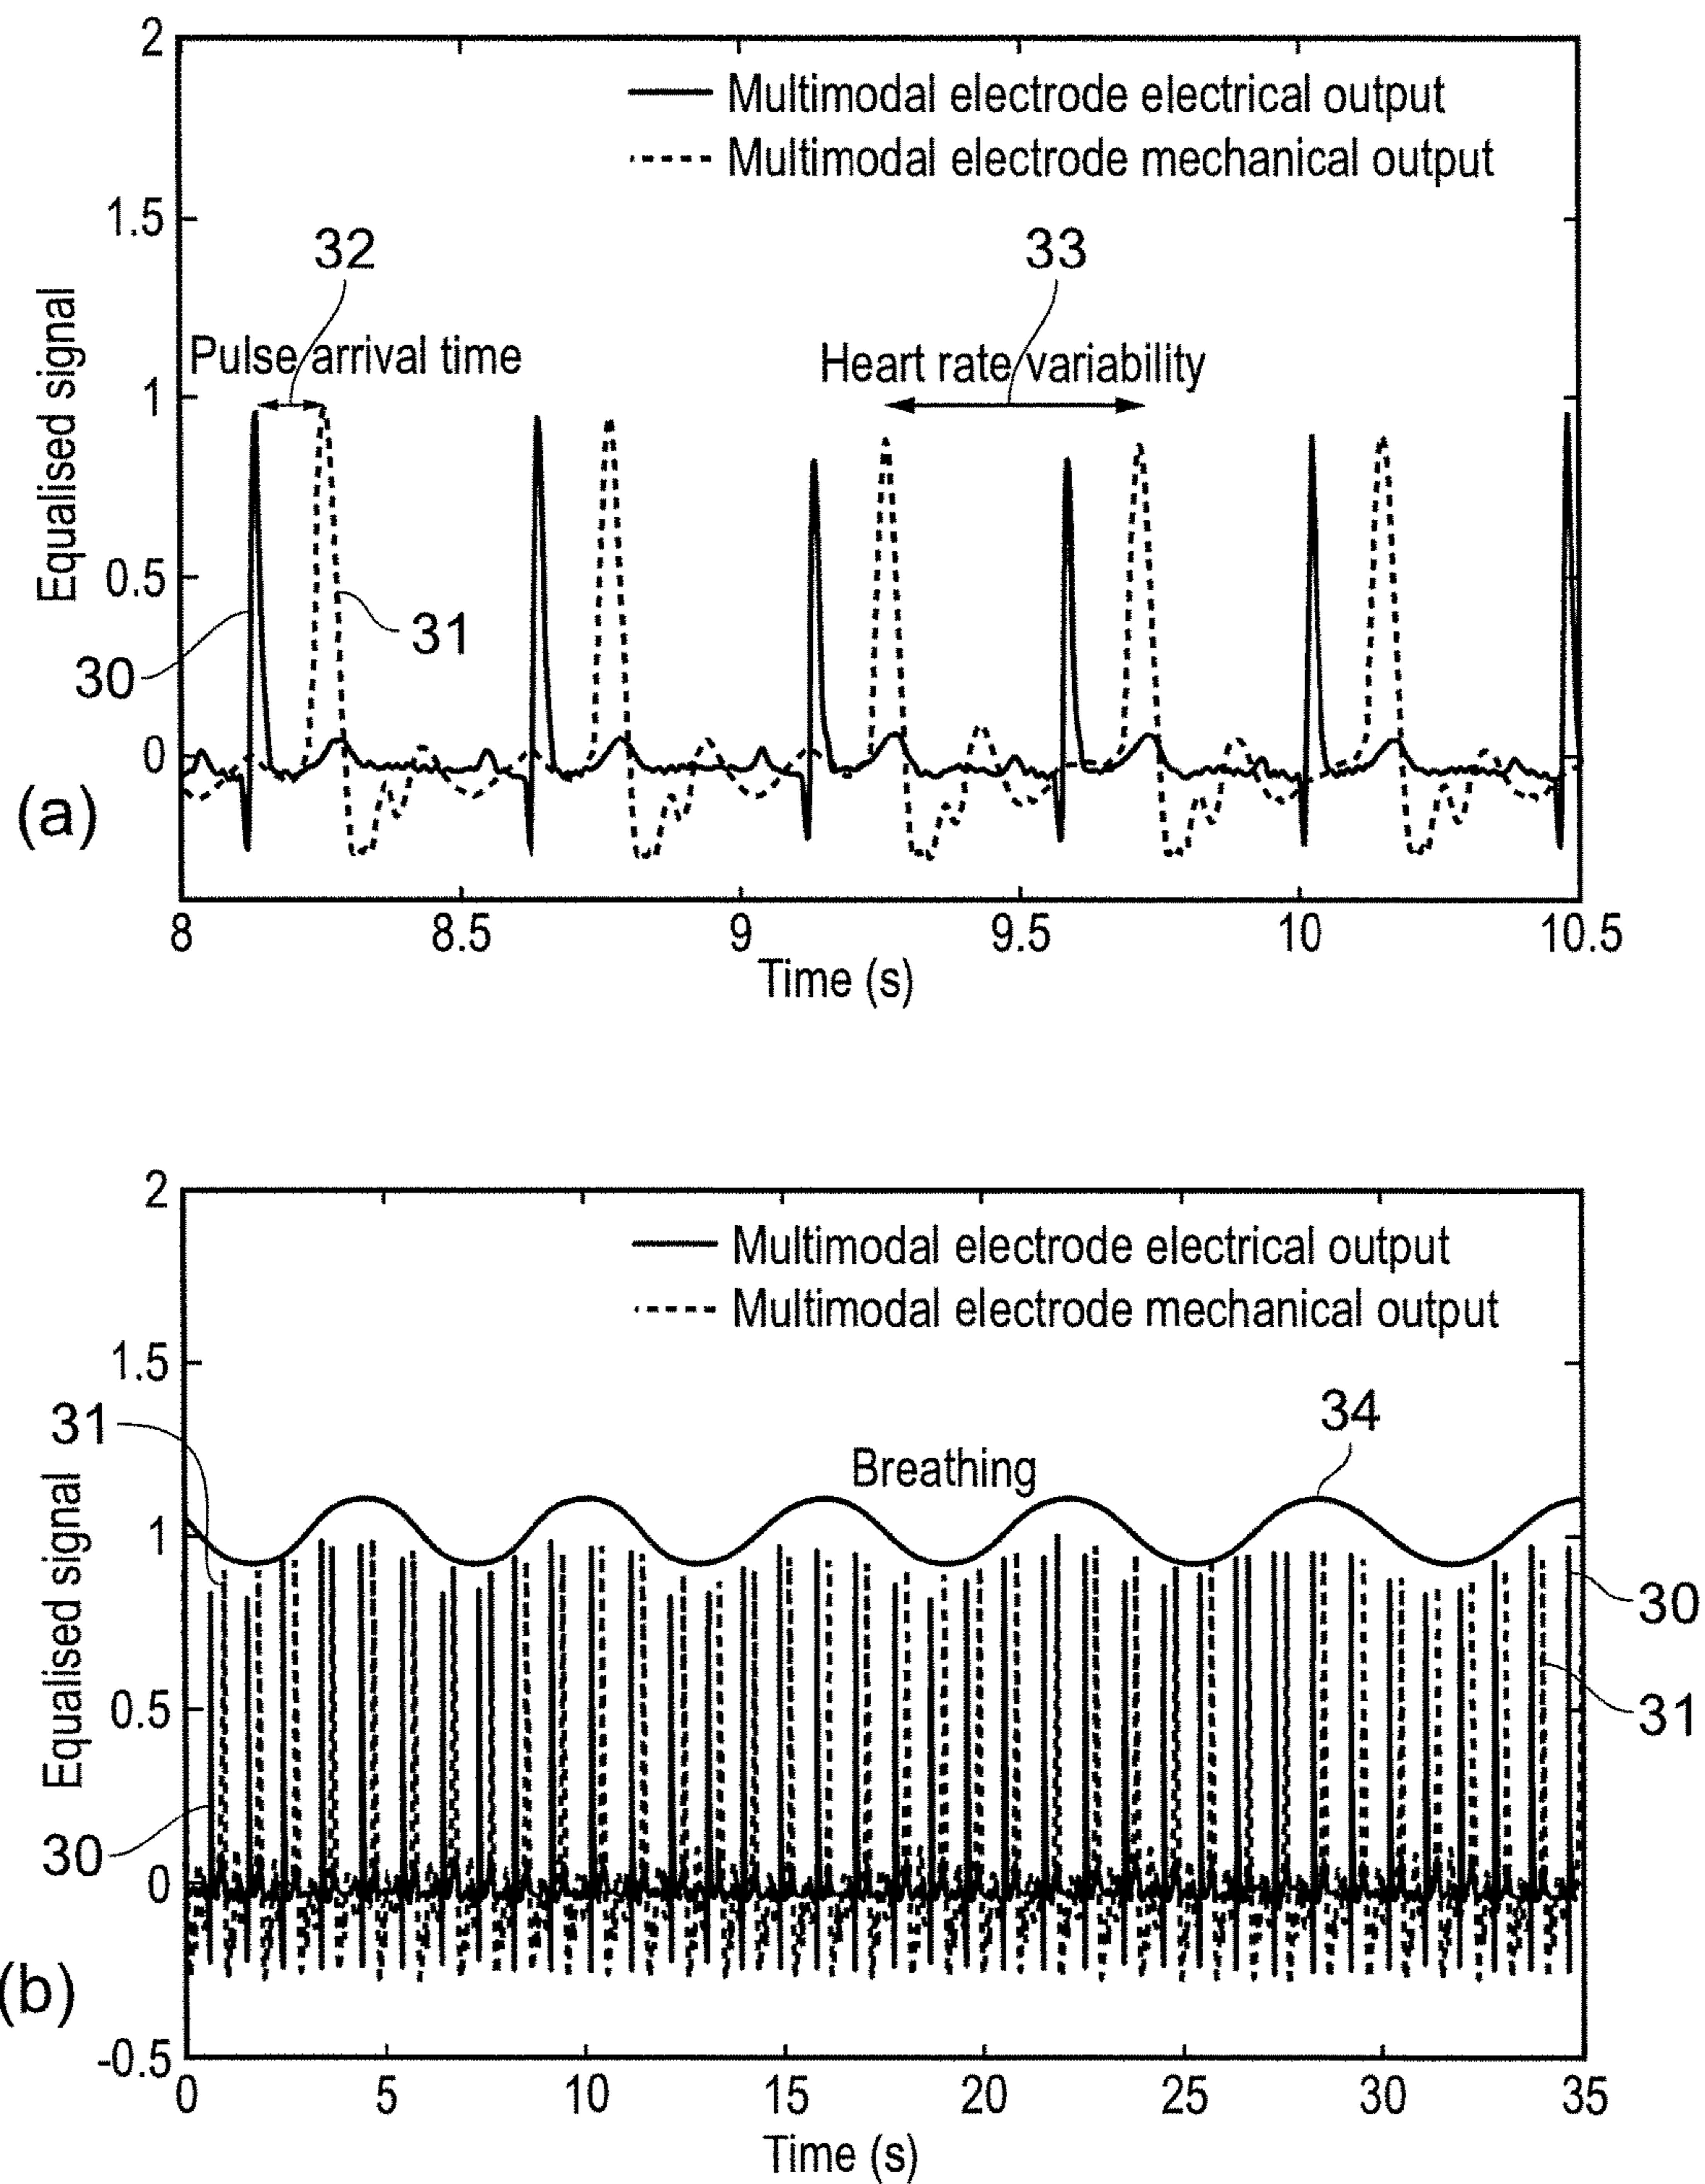 2
Multimodal electrode electrical output
Multimodal electrode mechanical output
1.5
32
33
Pulse arrival time
Heart rate variability
1
Equalised signal
0.5
31
30
0
(a)
8
8.5
9
9.5
10
10.5
Time (s)
2
Multimodal electrode electrical output
Multimodal electrode mechanical output
1.5
31
34
Breathing
1
Equalised signal
30
0.5
31
30
0
(b)
-0.5
0
5
10
15
20
25
30
35
Time (s)